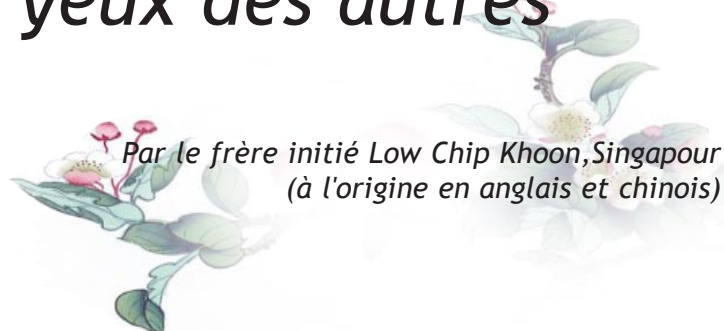 yeux des autres
Par le frère initié Low Chip Khoon,Singapour
(à l'origine en anglais et chinois)